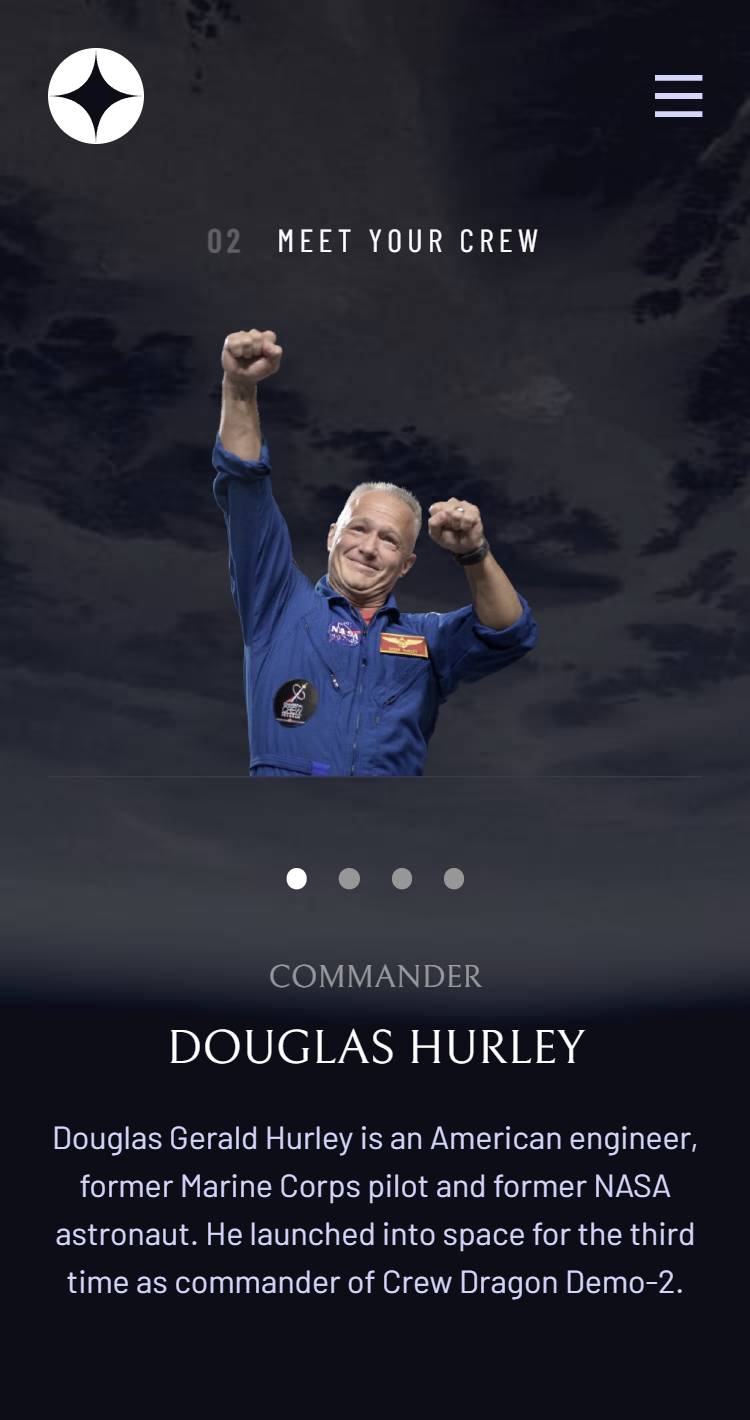 02 MEET YOUR CREW
NASA
COMMANDER
DOUGLAS HURLEY
Douglas Gerald Hurley is an American engineer,
former Marine Corps pilot and former NASA
astronaut. He launched into space for the third
time as commander of Crew Dragon Demo-2.